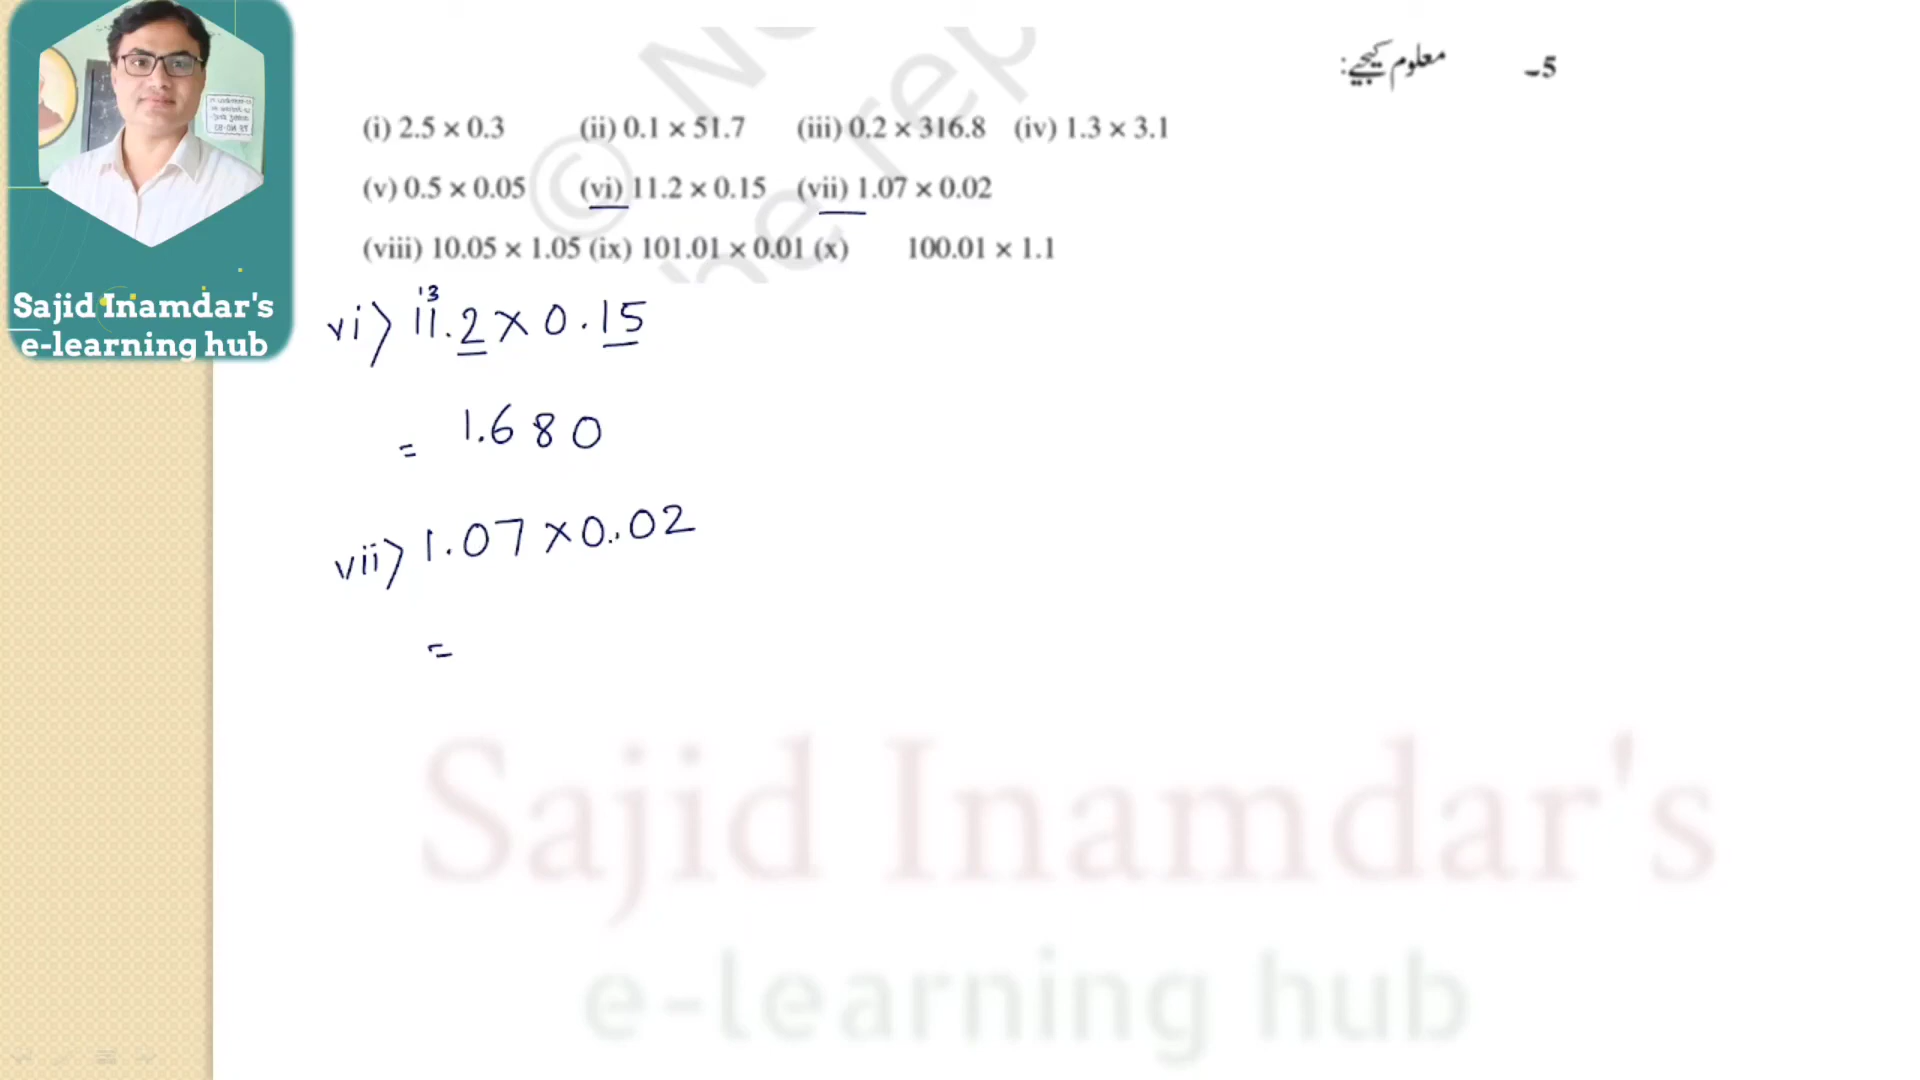 5۔ معلوم کیجیے:
(i) 2.5 × 0.3 (ii) 0.1 × 51.7 (iii) 0.2 × 316.8 (iv) 1.3 × 3.1
(v) 0.5 × 0.05 (vi) 11.2 × 0.15 (vii) 1.07 × 0.02
(viii) 10.05 × 1.05 (ix) 101.01 × 0.01 (x) 100.01 × 1.1
Sajid Inamdar's
e-learning hub
13
vi) 11.2 × 0.15
= 1.680
vii) 1.07 × 0.02
=
Sajid Inamdar's
e-learning hub